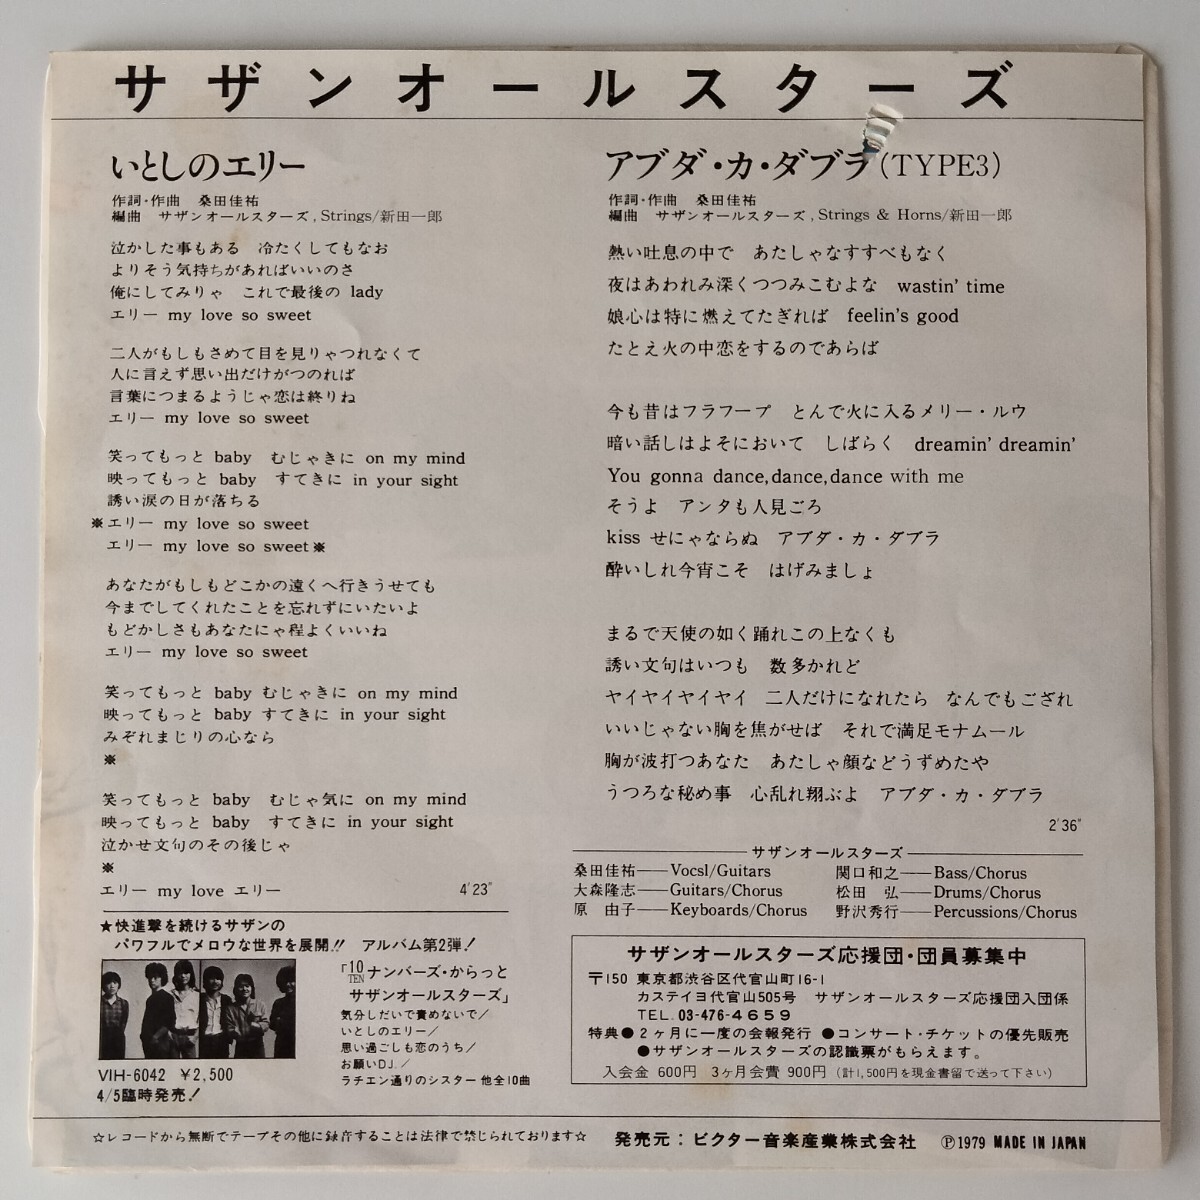 サザンオールスターズ
いとしのエリー
作詞・作曲 桑田佳祐
編曲 サザンオールスターズ, Strings/新田一郎
泣かした事もある 冷たくしてもなお
よりそう気持ちがあればいいのさ
俺にしてみりゃ これで最後の lady
エリー my love so sweet
二人がもしもさめて目を見りゃつれなくて
人に言えず思い出だけがつのれば
言葉につまるようじゃ恋は終りね
エリー my love so sweet
笑ってもっと baby むじゃきに on my mind
映ってもっと baby すてきに in your sight
誘い涙の日が落ちる
※エリー my love so sweet
エリー my love so sweet※
あなたがもしもどこかの遠くへ行きうせても
今までしてくれたことを忘れずにいたいよ
もどかしさもあなたにゃ程よくいいね
エリー my love so sweet
笑ってもっと baby むじゃきに on my mind
映ってもっと baby すてきに in your sight
みぞれまじりの心なら
※
笑ってもっと baby むじゃ気に on my mind
映ってもっと baby すてきに in your sight
泣かせ文句のその後じゃ
※
エリー my love エリー 4′23″
★快進撃を続けるサザンの
パワフルでメロウな世界を展開!! アルバム第2弾!
「10ナンバーズ・からっと
TEN
サザンオールスターズ」
気分しだいで責めないで/
いとしのエリー/
思い過ごしも恋のうち/
お願いD.J./
ラチエン通りのシスター 他全10曲
VIH-6042 ¥2,500
4/5臨時発売!
アブダ・カ・ダブラ(TYPE3)
作詞・作曲 桑田佳祐
編曲 サザンオールスターズ, Strings & Horns/新田一郎
熱い吐息の中で あたしゃなすすべもなく
夜はあわれみ深くつつみこむよな wastin' time
娘心は特に燃えてたぎれば feelin's good
たとえ火の中恋をするのであらば
今も昔はフラフープ とんで火に入るメリー・ルウ
暗い話しはよそにおいて しばらく dreamin' dreamin'
You gonna dance, dance, dance with me
そうよ アンタも人見ごろ
kiss せにゃならぬ アブダ・カ・ダブラ
酔いしれ今宵こそ はげみましょ
まるで天使の如く踊れこの上なくも
誘い文句はいつも 数多かれど
ヤイヤイヤイヤイ 二人だけになれたら なんでもござれ
いいじゃない胸を焦がせば それで満足モナムール
胸が波打つあなた あたしゃ顔などうずめたや
うつろな秘め事 心乱れ翔ぶよ アブダ・カ・ダブラ
2′36″
サザンオールスターズ
桑田佳祐——Vocsl/Guitars 関口和之——Bass/Chorus
大森隆志——Guitars/Chorus 松田 弘——Drums/Chorus
原 由子——Keyboards/Chorus 野沢秀行——Percussions/Chorus
サザンオールスターズ応援団・団員募集中
〒150 東京都渋谷区代官山町16-1
カステイヨ代官山505号 サザンオールスターズ応援団入団係
TEL. 03-476-4659
特典●2ヶ月に一度の会報発行 ●コンサート・チケットの優先販売
●サザンオールスターズの認識票がもらえます。
入会金 600円 3ヶ月会費 900円 (計1,500円を現金書留で送って下さい)
☆レコードから無断でテープその他に録音することは法律で禁じられております☆ 発売元:ビクター音楽産業株式会社 Ⓟ1979 MADE IN JAPAN